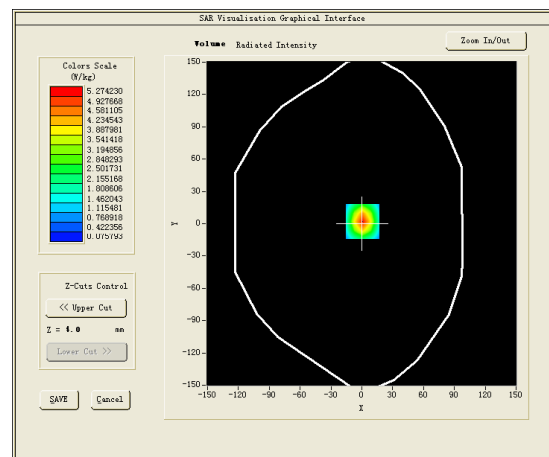 SAR Visualisation Graphical Interface
Volume Radiated Intensity
Zoom In/Out
Colors Scale
(W/kg)
5.274230
4.927668
4.581105
4.234543
3.887981
3.541418
3.194856
2.848293
2.501731
2.155168
1.808606
1.462043
1.115481
0.768918
0.422356
0.075793
Z-Cuts Control
<< Upper Cut
Z = 4.0 mm
Lower Cut >>
SAVE
Cancel
150
120
90
60
30
0
-30
-60
-90
-120
-150
Y
-150 -120 -90 -60 -30 0 30 60 90 120 150
X